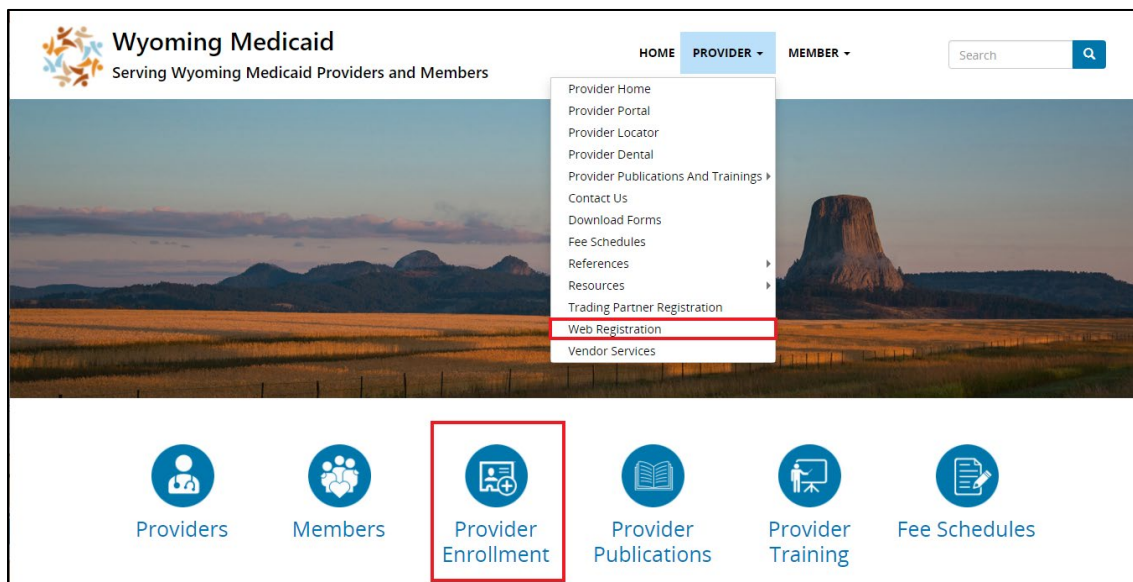 Wyoming Medicaid
Serving Wyoming Medicaid Providers and Members
HOME PROVIDER MEMBER Search
Provider Home
Provider Portal
Provider Locator
Provider Dental
Provider Publications And Trainings
Contact Us
Download Forms
Fee Schedules
References
Resources
Trading Partner Registration
Web Registration
Vendor Services
Providers
Members
Provider
Enrollment
Provider
Publications
Provider
Training
Fee Schedules